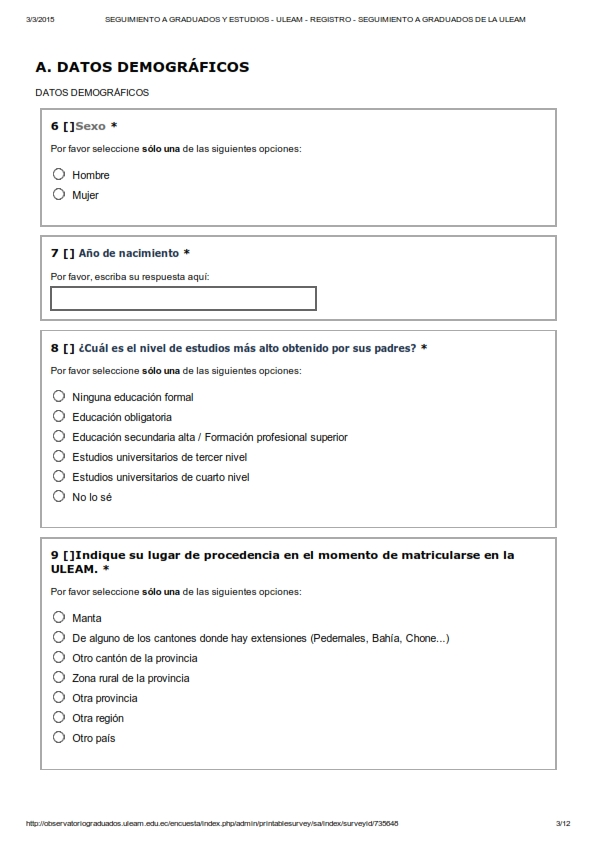 3/3/2015 SEGUIMIENTO A GRADUADOS Y ESTUDIOS - ULEAM - REGISTRO - SEGUIMIENTO A GRADUADOS DE LA ULEAM
A. DATOS DEMOGRÁFICOS
DATOS DEMOGRÁFICOS
6 []Sexo *
Por favor seleccione sólo una de las siguientes opciones:
Hombre
Mujer
7 [] Año de nacimiento *
Por favor, escriba su respuesta aquí:
8 [] ¿Cuál es el nivel de estudios más alto obtenido por sus padres? *
Por favor seleccione sólo una de las siguientes opciones:
Ninguna educación formal
Educación obligatoria
Educación secundaria alta / Formación profesional superior
Estudios universitarios de tercer nivel
Estudios universitarios de cuarto nivel
No lo sé
9 []Indique su lugar de procedencia en el momento de matricularse en la
ULEAM. *
Por favor seleccione sólo una de las siguientes opciones:
Manta
De alguno de los cantones donde hay extensiones (Pedernales, Bahía, Chone...)
Otro cantón de la provincia
Zona rural de la provincia
Otra provincia
Otra región
Otro país
http://observatoriograduados.uleam.edu.ec/encuesta/index.php/admin/printablesurvey/sa/index/surveyid/735648 3/12